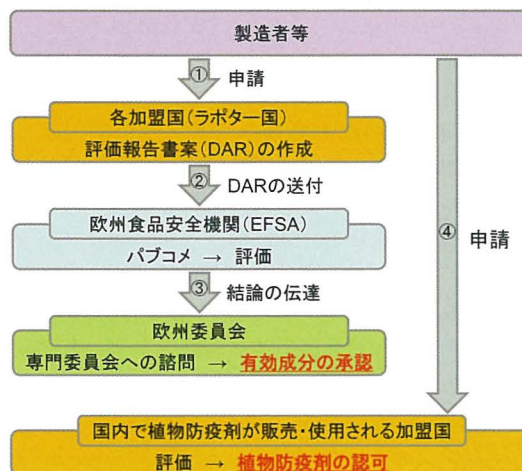 製造者等
① 申請
各加盟国(ラポター国)
評価報告書案(DAR)の作成
② DARの送付
欧州食品安全機関(EFSA)
パブコメ → 評価
③ 結論の伝達
④ 申請
欧州委員会
専門委員会への諮問 → 有効成分の承認
国内で植物防疫剤が販売・使用される加盟国
評価 → 植物防疫剤の認可